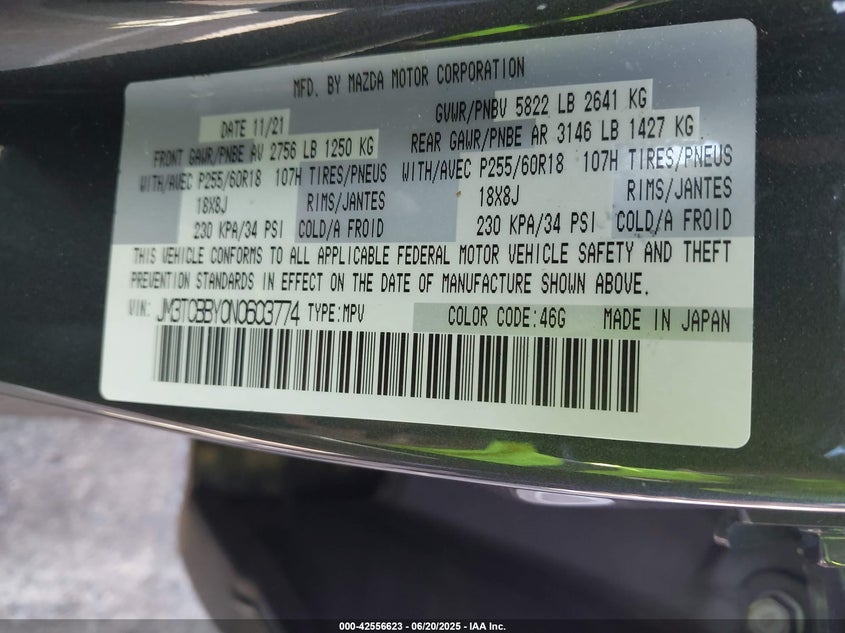 MFD. BY MAZDA MOTOR CORPORATION
DATE 11/21
GVWR/PNBV 5822 LB 2641 KG
FRONT GAWR/PNBE AV 2756 LB 1250 KG
REAR GAWR/PNBE AR 3146 LB 1427 KG
WITH/AVEC P255/60R18 107H TIRES/PNEUS
WITH/AVEC P255/60R18 107H TIRES/PNEUS
18X8J RIMS/JANTES
18X8J RIMS/JANTES
230 KPA/34 PSI COLD/A FROID
230 KPA/34 PSI COLD/A FROID
THIS VEHICLE CONFORMS TO ALL APPLICABLE FEDERAL MOTOR VEHICLE SAFETY AND THEFT
PREVENTION STANDARDS IN EFFECT ON THE DATE OF MANUFACTURE SHOWN ABOVE.
VIN: JM3TCBBY0N0603774 TYPE:MPV COLOR CODE:46G MADE IN JAPAN
000-42556623 / 06/20/2025 - IAA Inc.